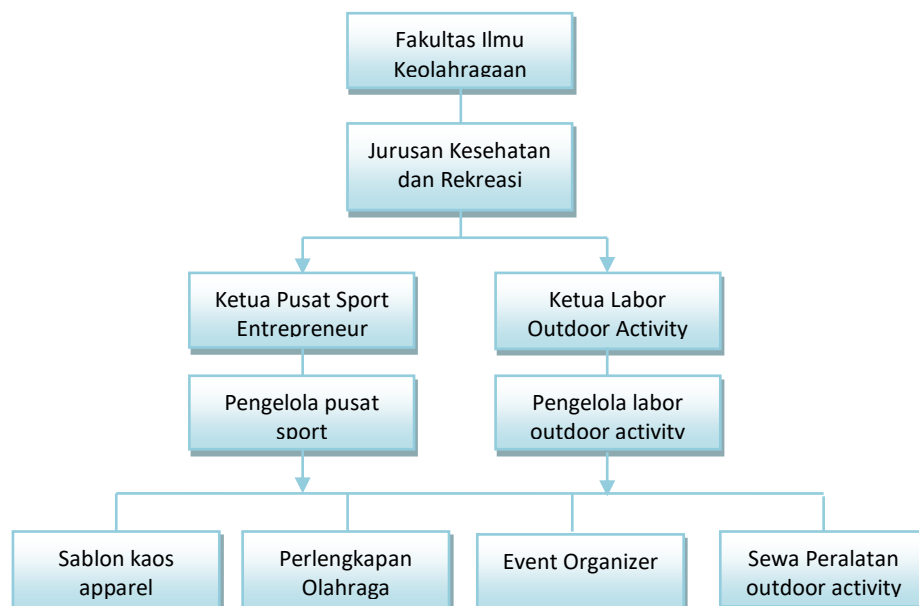 Fakultas Ilmu
Keolahragaan
Jurusan Kesehatan
dan Rekreasi
Ketua Pusat Sport
Entrepreneur
Ketua Labor
Outdoor Activity
Pengelola pusat
sport
Pengelola labor
outdoor activity
Sablon kaos
apparel
Perlengkapan
Olahraga
Event Organizer
Sewa Peralatan
outdoor activity